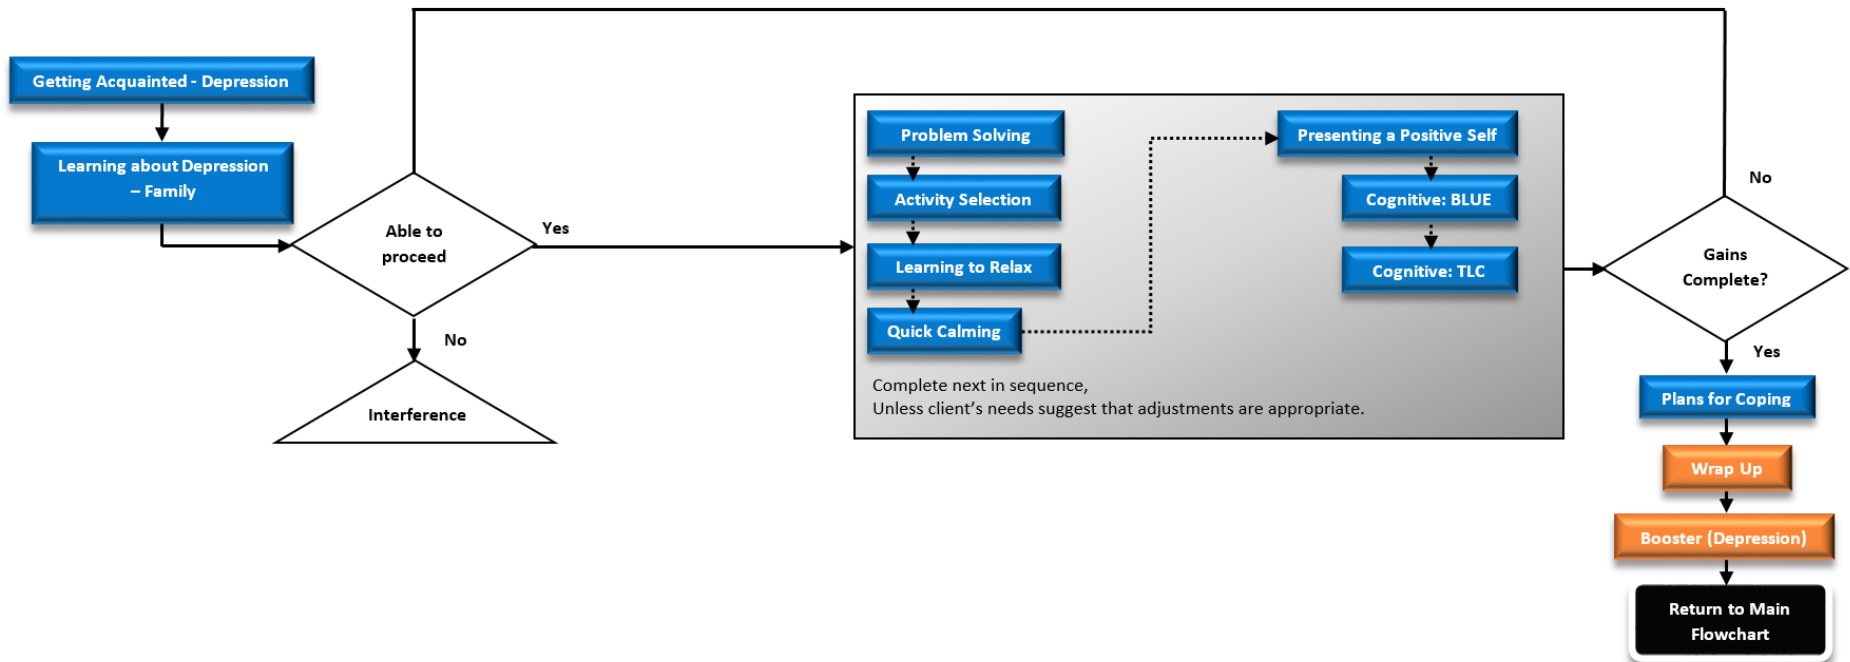 Getting Acquainted - Depression
Learning about Depression
– Family
Able to
proceed
Yes
No
Interference
Problem Solving
Activity Selection
Learning to Relax
Quick Calming
Presenting a Positive Self
Cognitive: BLUE
Cognitive: TLC
Complete next in sequence,
Unless client’s needs suggest that adjustments are appropriate.
No
Gains
Complete?
Yes
Plans for Coping
Wrap Up
Booster (Depression)
Return to Main
Flowchart